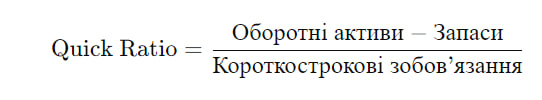 Quick Ratio = Оборотні активи − Запаси
Короткострокові зобов’язання